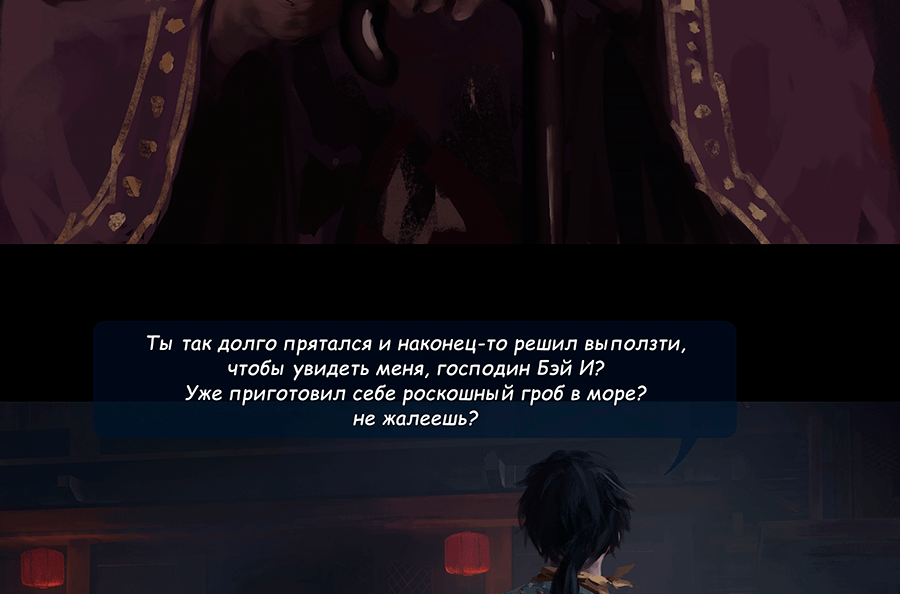 Ты так долго прятался и наконец-то решил выползти,
чтобы увидеть меня, господин Бэй И?
Уже приготовил себе роскошный гроб в море?
не жалеешь?